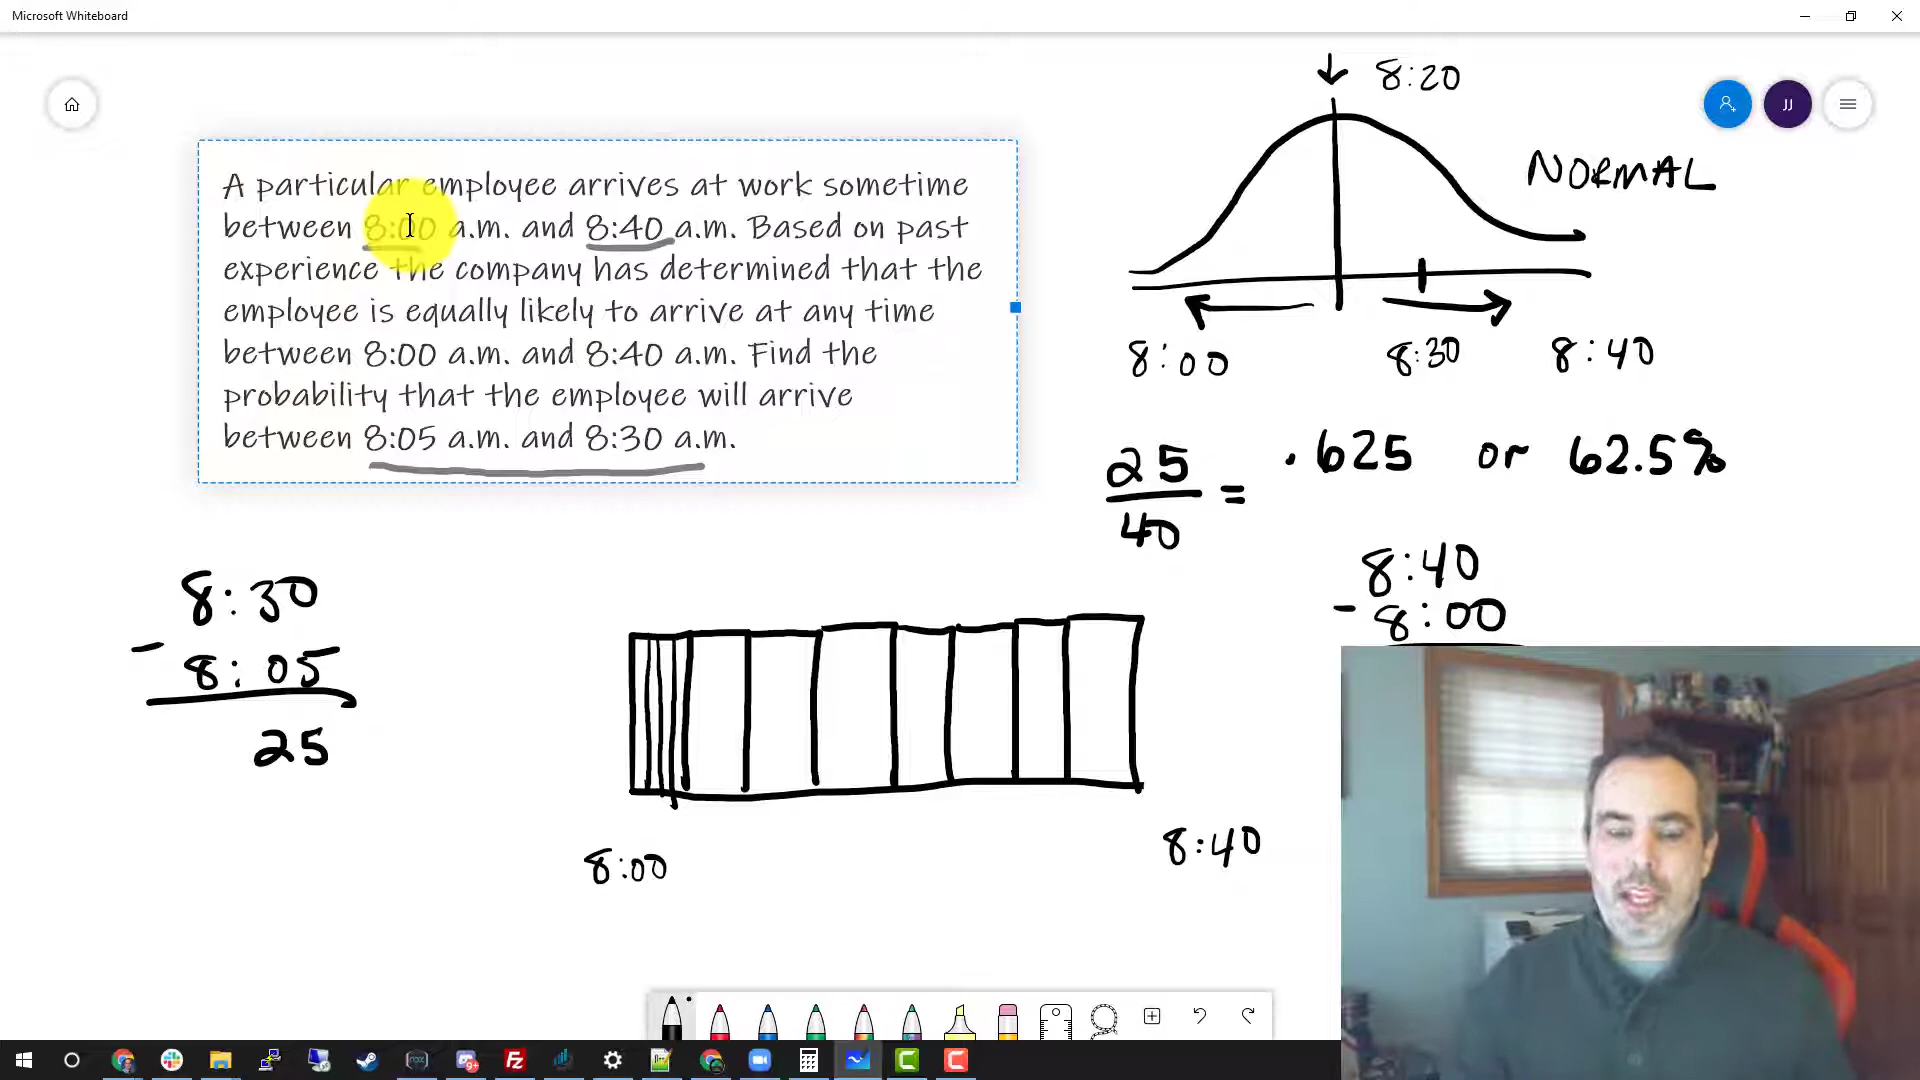 Microsoft Whiteboard
JJ
A particular employee arrives at work sometime
between 8:00 a.m. and 8:40 a.m. Based on past
experience the company has determined that the
employee is equally likely to arrive at any time
between 8:00 a.m. and 8:40 a.m. Find the
probability that the employee will arrive
between 8:05 a.m. and 8:30 a.m.
8:20
NORMAL
8:00
8:30
8:40
25
40
=
.625 or 62.5%
8:40
- 8:00
8:30
- 8:05
25
8:00
8:40